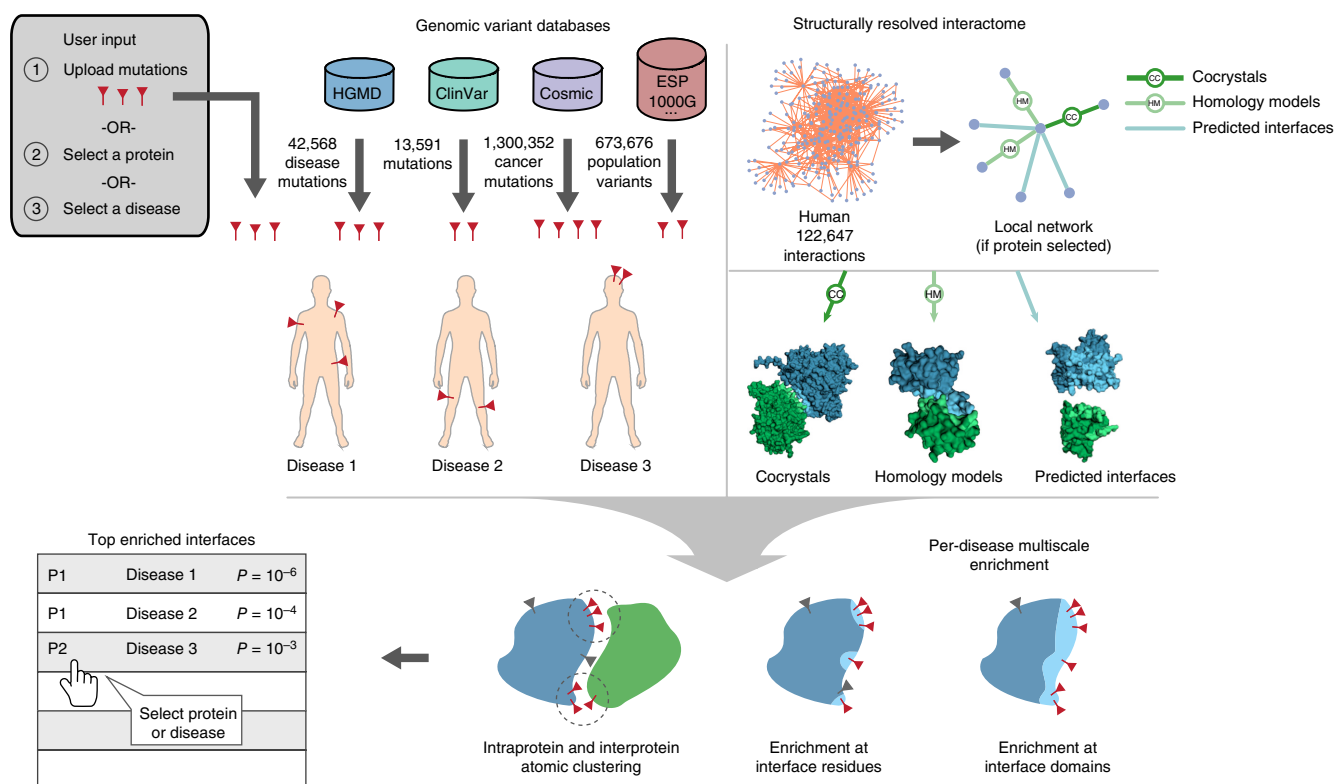 User input
1 Upload mutations
-OR-
2 Select a protein
-OR-
3 Select a disease
Genomic variant databases
HGMD
ClinVar
Cosmic
ESP
1000G
...
42,568
disease
mutations
13,591
mutations
1,300,352
cancer
mutations
673,676
population
variants
Disease 1
Disease 2
Disease 3
Structurally resolved interactome
Human
122,647
interactions
HM
HM
CC
Local network
(if protein selected)
CC Cocrystals
HM Homology models
Predicted interfaces
CC
HM
Cocrystals
Homology models
Predicted interfaces
Top enriched interfaces
P1 Disease 1 P = 10⁻⁶
P1 Disease 2 P = 10⁻⁴
P2 Disease 3 P = 10⁻³
Select protein
or disease
Per-disease multiscale
enrichment
Intraprotein and interprotein
atomic clustering
Enrichment at
interface residues
Enrichment at
interface domains